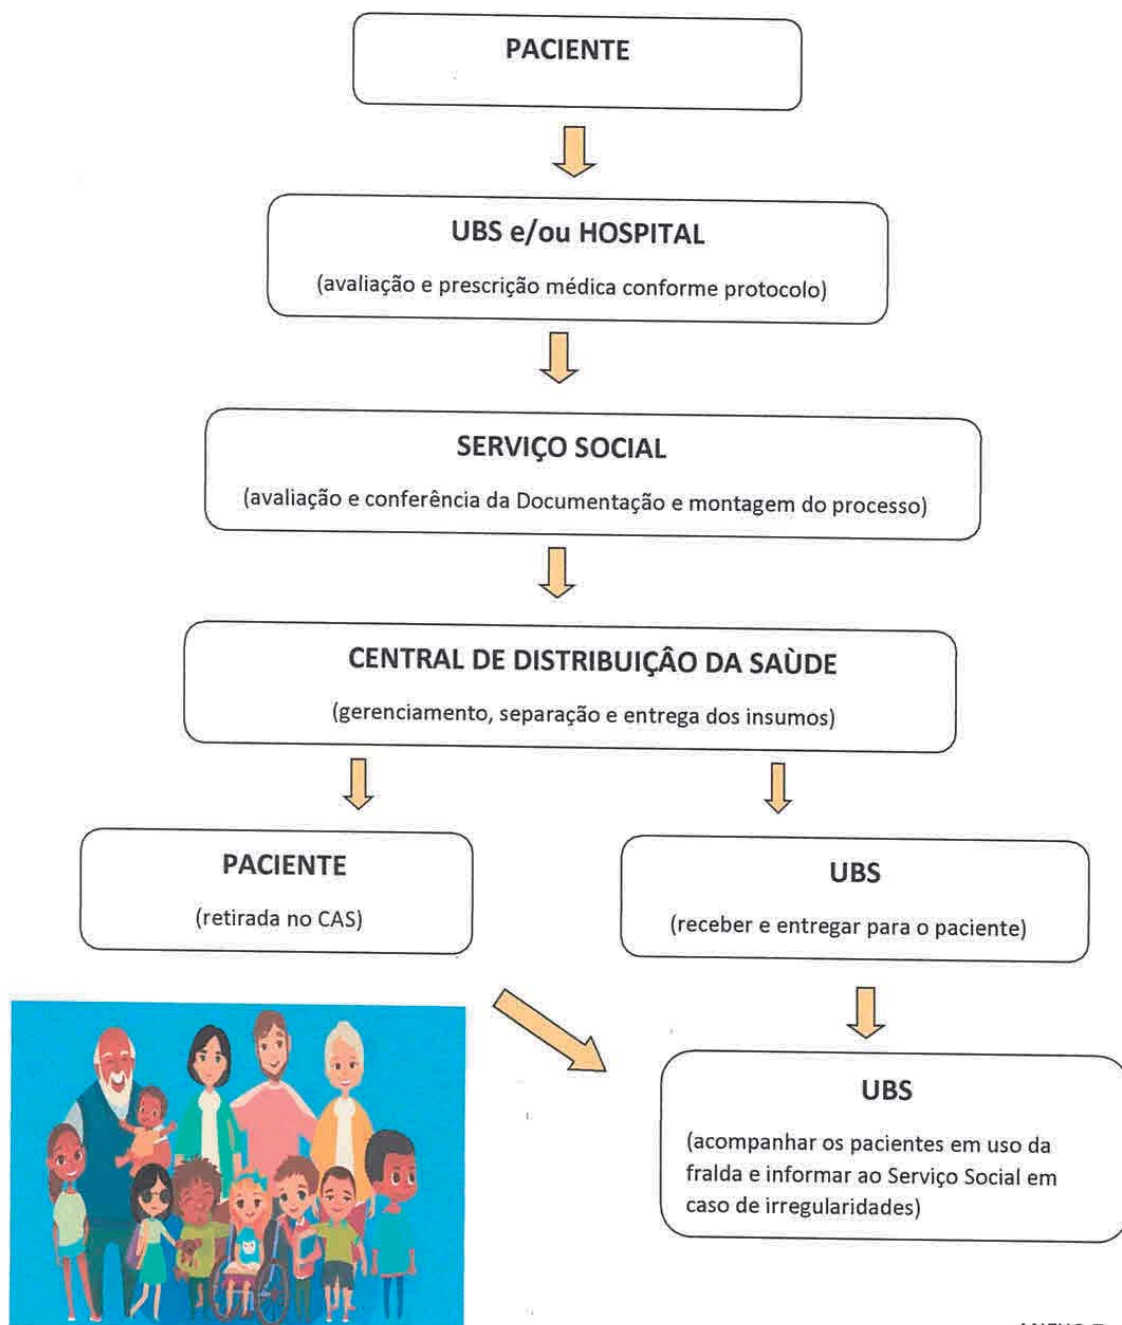 PACIENTE
UBS e/ou HOSPITAL
(avaliação e prescrição médica conforme protocolo)
SERVIÇO SOCIAL
(avaliação e conferência da Documentação e montagem do processo)
CENTRAL DE DISTRIBUIÇÂO DA SAÙDE
(gerenciamento, separação e entrega dos insumos)
PACIENTE
(retirada no CAS)
UBS
(receber e entregar para o paciente)
UBS
(acompanhar os pacientes em uso da
fralda e informar ao Serviço Social em
caso de irregularidades)